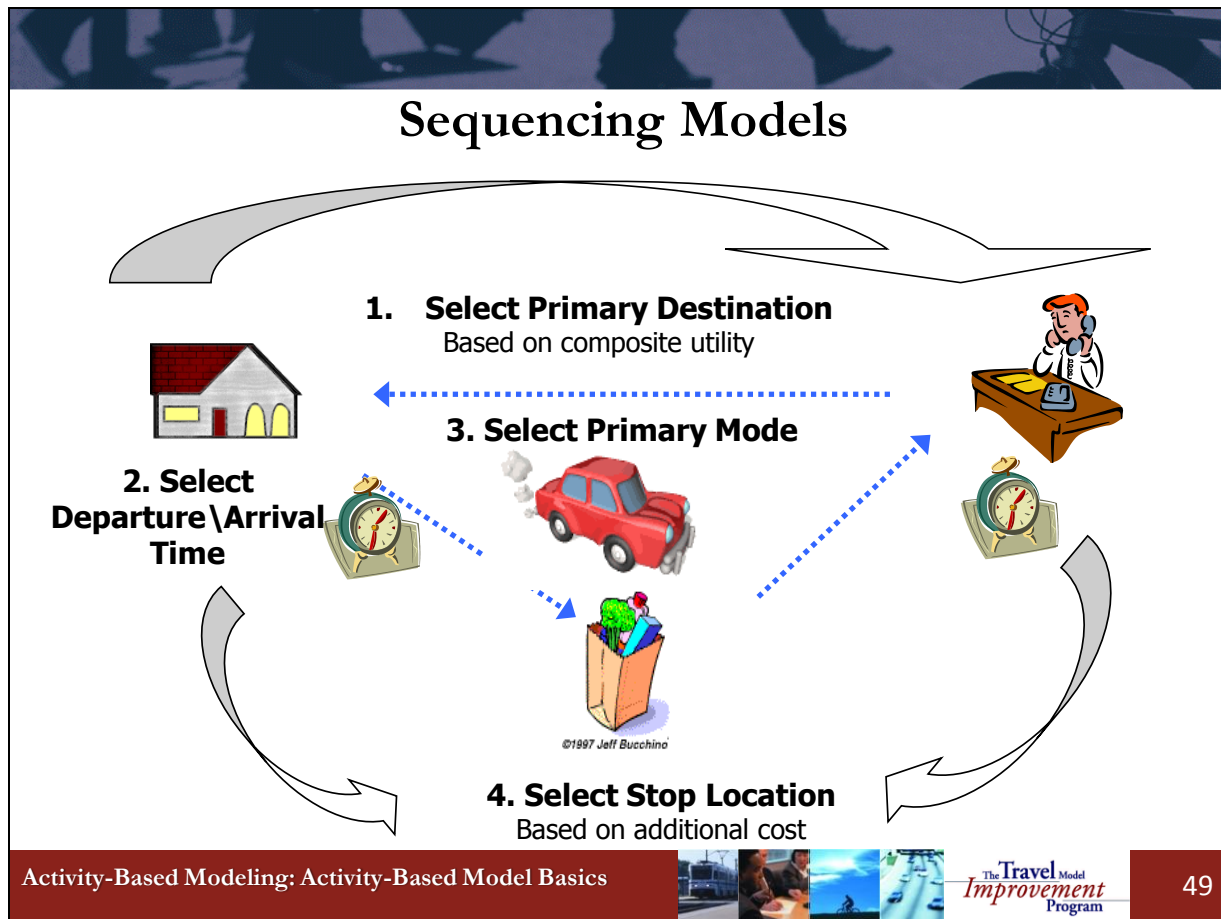 Sequencing Models
1. Select Primary Destination
Based on composite utility
3. Select Primary Mode
2. Select
Departure\Arrival
Time
©1997 Jeff Bucchino
4. Select Stop Location
Based on additional cost
Activity-Based Modeling: Activity-Based Model Basics
The Travel Model
Improvement
Program
49